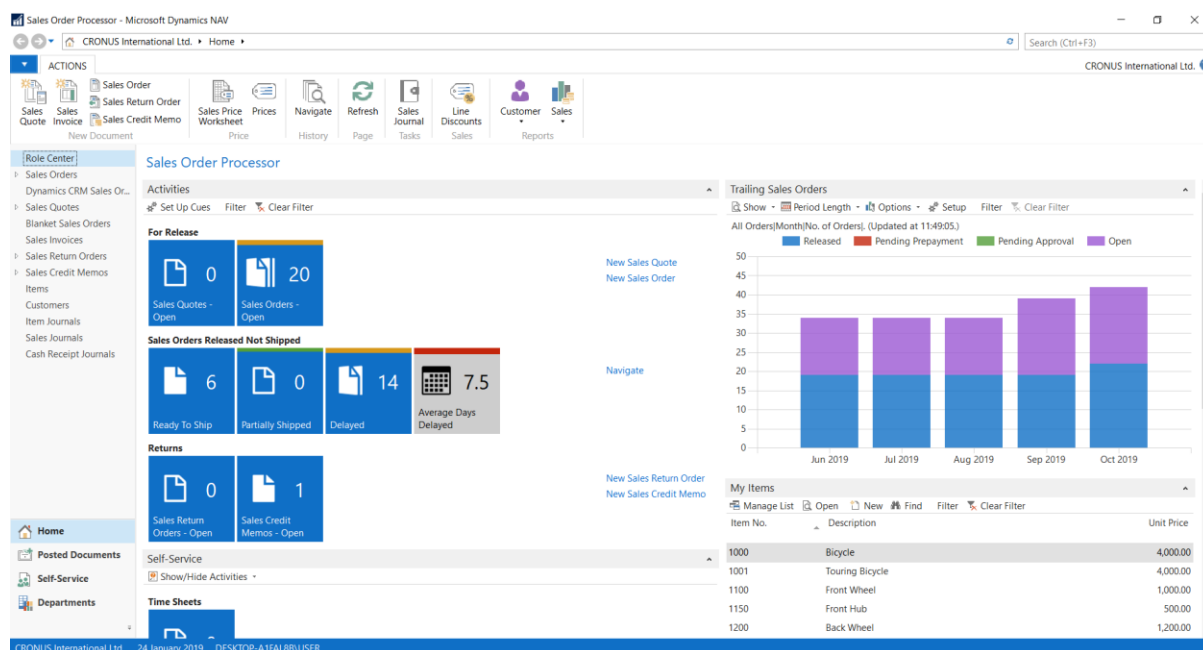 Sales Order Processor - Microsoft Dynamics NAV
CRONUS International Ltd. Home
Search (Ctrl+F3)
ACTIONS
CRONUS International Ltd.
Sales Quote
Sales Invoice
Sales Order
Sales Return Order
Sales Credit Memo
New Document
Sales Price Worksheet
Prices
Price
Navigate
History
Refresh
Page
Sales Journal
Tasks
Line Discounts
Sales
Customer
Sales
Reports
Role Center
Sales Orders
Dynamics CRM Sales Or...
Sales Quotes
Blanket Sales Orders
Sales Invoices
Sales Return Orders
Sales Credit Memos
Items
Customers
Item Journals
Sales Journals
Cash Receipt Journals
Home
Posted Documents
Self-Service
Departments
Sales Order Processor
Activities
Set Up Cues Filter Clear Filter
For Release
0
Sales Quotes - Open
20
Sales Orders - Open
New Sales Quote
New Sales Order
Sales Orders Released Not Shipped
6
Ready To Ship
0
Partially Shipped
14
Delayed
7.5
Average Days Delayed
Navigate
Returns
0
Sales Return Orders - Open
1
Sales Credit Memos - Open
New Sales Return Order
New Sales Credit Memo
Self-Service
Show/Hide Activities
Time Sheets
Trailing Sales Orders
Show Period Length Options Setup Filter Clear Filter
All Orders|Month|No. of Orders|. (Updated at 11:49:05.)
Released Pending Prepayment Pending Approval Open
50
45
40
35
30
25
20
15
10
5
0
Jun 2019 Jul 2019 Aug 2019 Sep 2019 Oct 2019
My Items
Manage List Open New Find Filter Clear Filter
Item No. Description Unit Price
1000 Bicycle 4,000.00
1001 Touring Bicycle 4,000.00
1100 Front Wheel 1,000.00
1150 Front Hub 500.00
1200 Back Wheel 1,200.00
CRONUS International Ltd. 24 January 2019 DESKTOP-A1FAL8B\USER